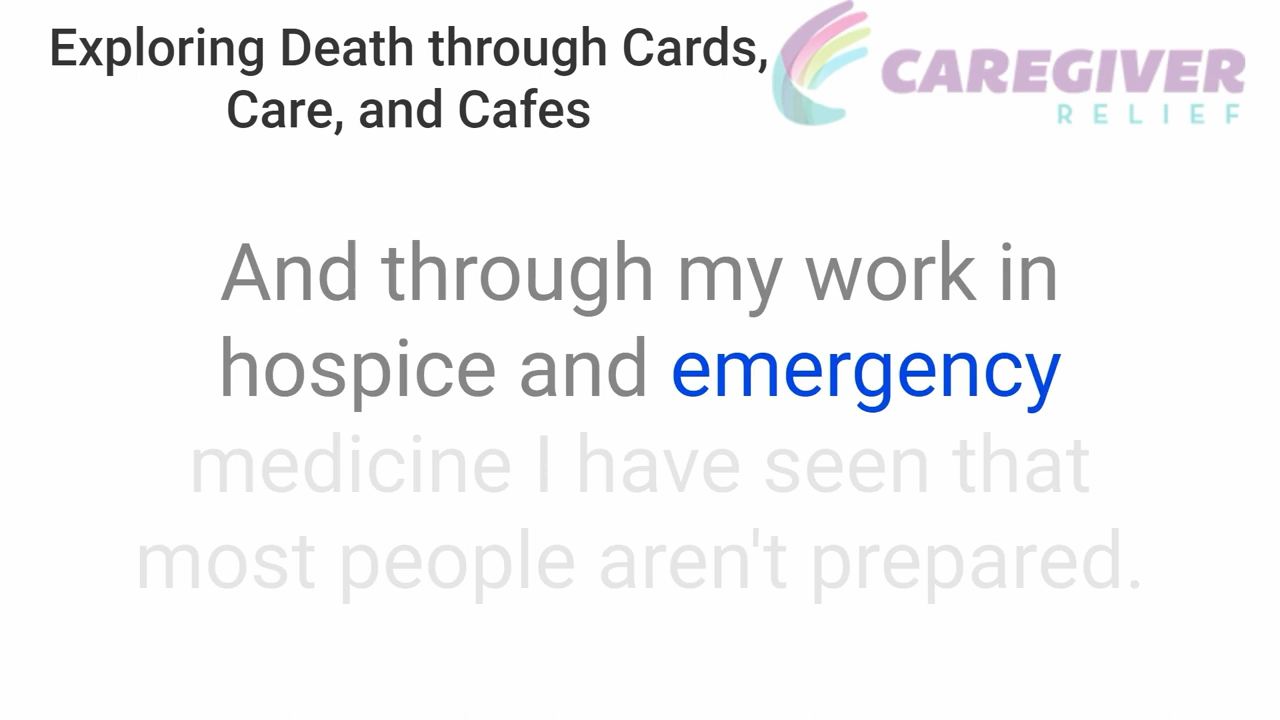 Exploring Death through Cards,
Care, and Cafes
CAREGIVER
RELIEF
And through my work in
hospice and emergency
medicine I have seen that
most people aren't prepared.